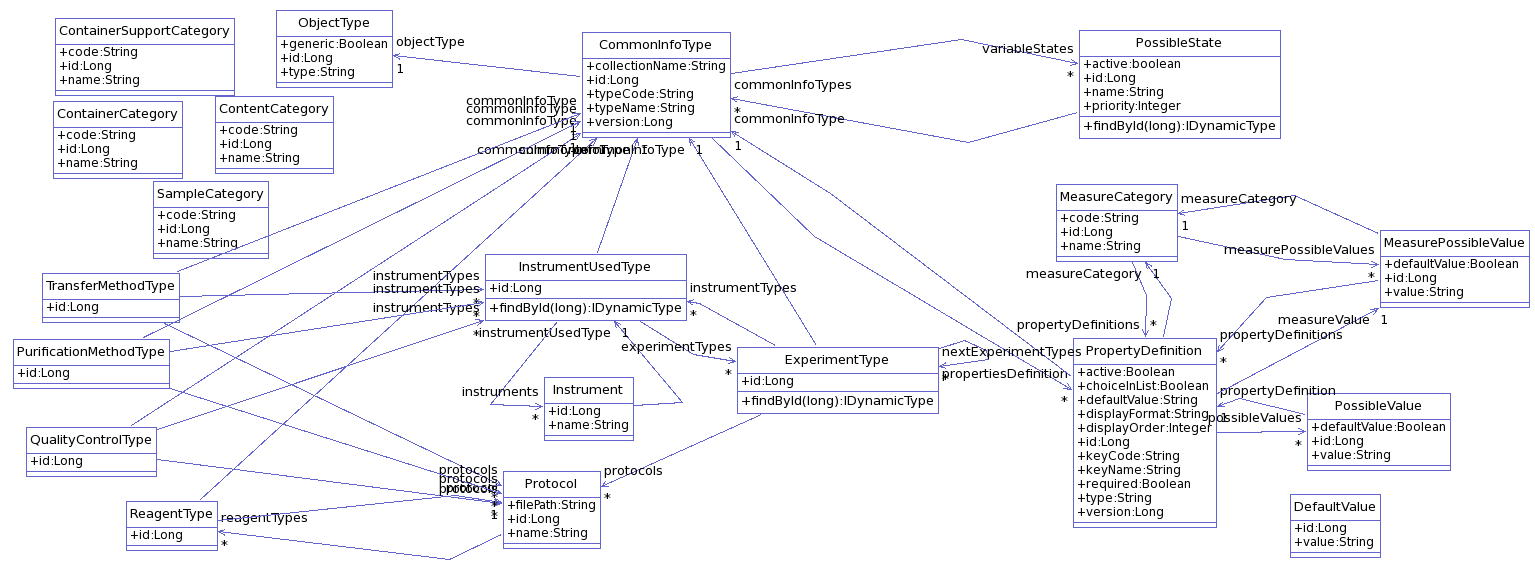 ContainerSupportCategory
+code:String
+id:Long
+name:String
ObjectType
+generic:Boolean
+id:Long
+type:String
objectType
1
CommonInfoType
+collectionName:String
+id:Long
+typeCode:String
+typeName:String
+version:Long
variableStates
*
PossibleState
+active:boolean
+id:Long
+name:String
+priority:Integer
+findById(long):IDynamicType
commonInfoTypes
*
commonInfoType
1
ContainerCategory
+code:String
+id:Long
+name:String
ContentCategory
+code:String
+id:Long
+name:String
commonInfoType
commonInfoType
commonInfoType
1
1
1
commonInfoType
commonInfoType
commonInfoType
1
1
SampleCategory
+code:String
+id:Long
+name:String
MeasureCategory
+code:String
+id:Long
+name:String
measureCategory
1
measurePossibleValues
*
MeasurePossibleValue
+defaultValue:Boolean
+id:Long
+value:String
measureCategory
1
propertyDefinitions
*
measureValue
1
propertyDefinitions
*
TransferMethodType
+id:Long
instrumentTypes
instrumentTypes
instrumentTypes
*
*
*
InstrumentUsedType
+id:Long
+findById(long):IDynamicType
instrumentTypes
*
instrumentUsedType
1
PurificationMethodType
+id:Long
experimentTypes
*
ExperimentType
+id:Long
+findById(long):IDynamicType
nextExperimentTypes
*
propertiesDefinition
*
PropertyDefinition
+active:Boolean
+choiceInList:Boolean
+defaultValue:String
+displayFormat:String
+displayOrder:Integer
+id:Long
+keyCode:String
+keyName:String
+required:Boolean
+type:String
+version:Long
propertyDefinition
1
possibleValues
*
PossibleValue
+defaultValue:Boolean
+id:Long
+value:String
instruments
*
Instrument
+id:Long
+name:String
QualityControlType
+id:Long
protocols
protocols
protocols
protocols
*
*
*
1
Protocol
+filePath:String
+id:Long
+name:String
protocols
*
ReagentType
+id:Long
reagentTypes
*
DefaultValue
+id:Long
+value:String